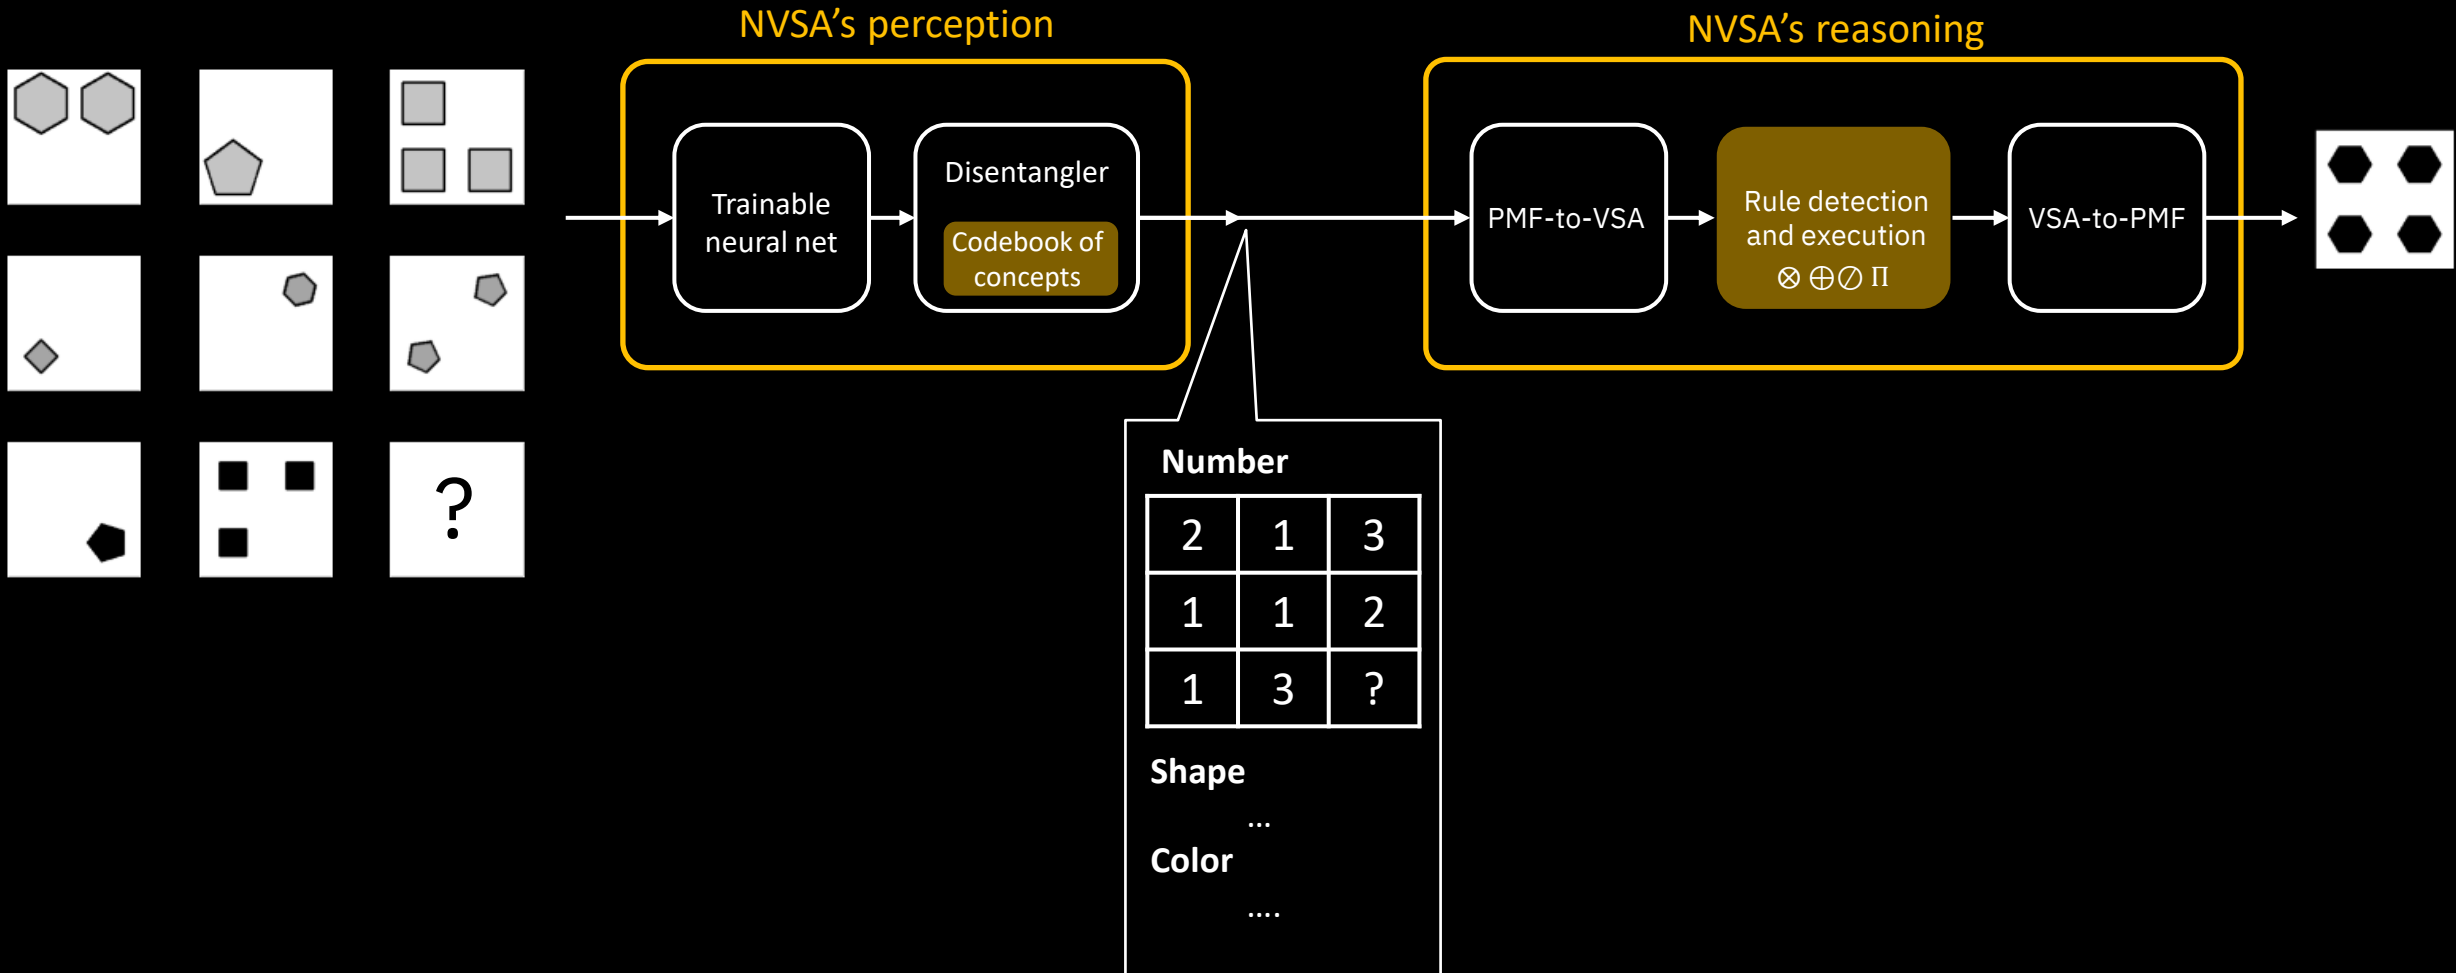 NVSA’s perception
NVSA’s reasoning
Trainable
neural net
Disentangler
Codebook of
concepts
PMF-to-VSA
Rule detection
and execution
⊗ ⊕⊘ Π
VSA-to-PMF
?
Number
2 1 3
1 1 2
1 3 ?
Shape
...
Color
....